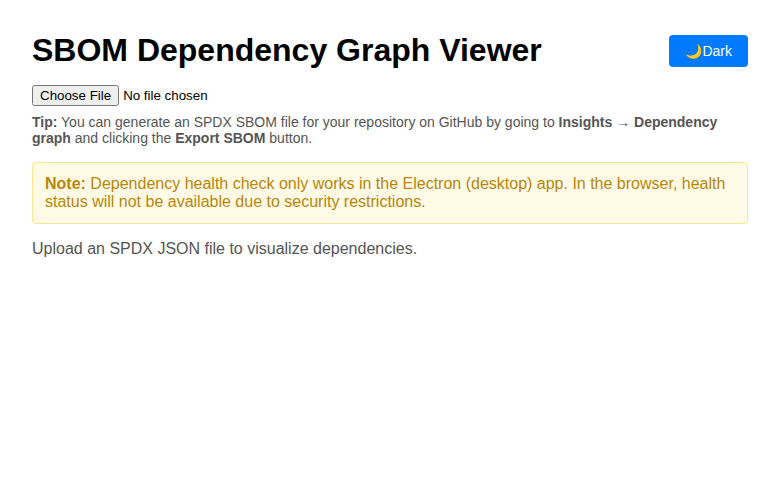 SBOM Dependency Graph Viewer
🌙Dark
Choose File No file chosen
Tip: You can generate an SPDX SBOM file for your repository on GitHub by going to Insights → Dependency
graph and clicking the Export SBOM button.
Note: Dependency health check only works in the Electron (desktop) app. In the browser, health
status will not be available due to security restrictions.
Upload an SPDX JSON file to visualize dependencies.